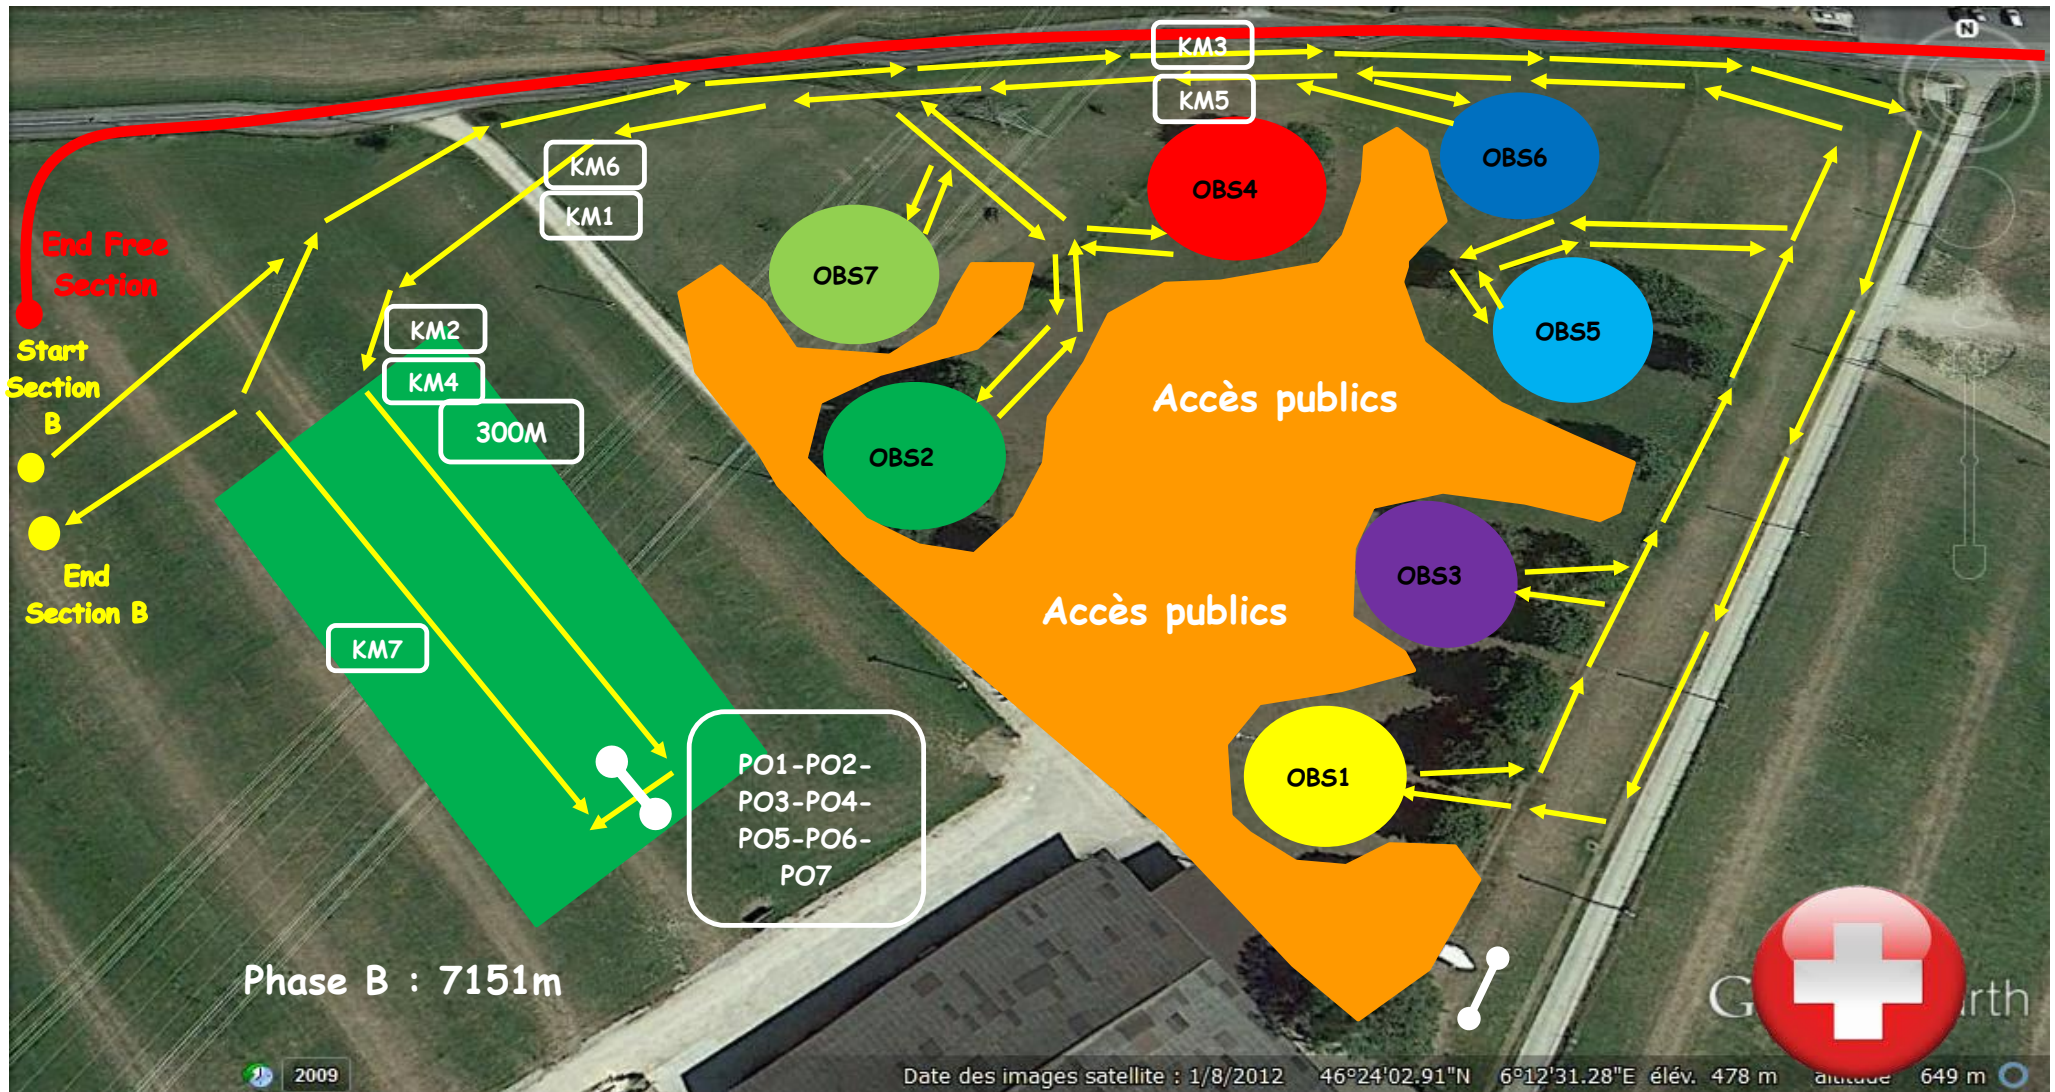 N
KM3
KM5
OBS6
KM6
OBS4
KM1
End Free
Section
OBS7
KM2
OBS5
Start
Section
B
KM4
Accès publics
300M
OBS2
End
Section B
OBS3
Accès publics
KM7
PO1-PO2-
PO3-PO4-
PO5-PO6-
PO7
OBS1
Phase B : 7151m
G
rth
2009
Date des images satellite : 1/8/2012 46°24'02.91"N 6°12'31.28"E élév. 478 m altitude 649 m